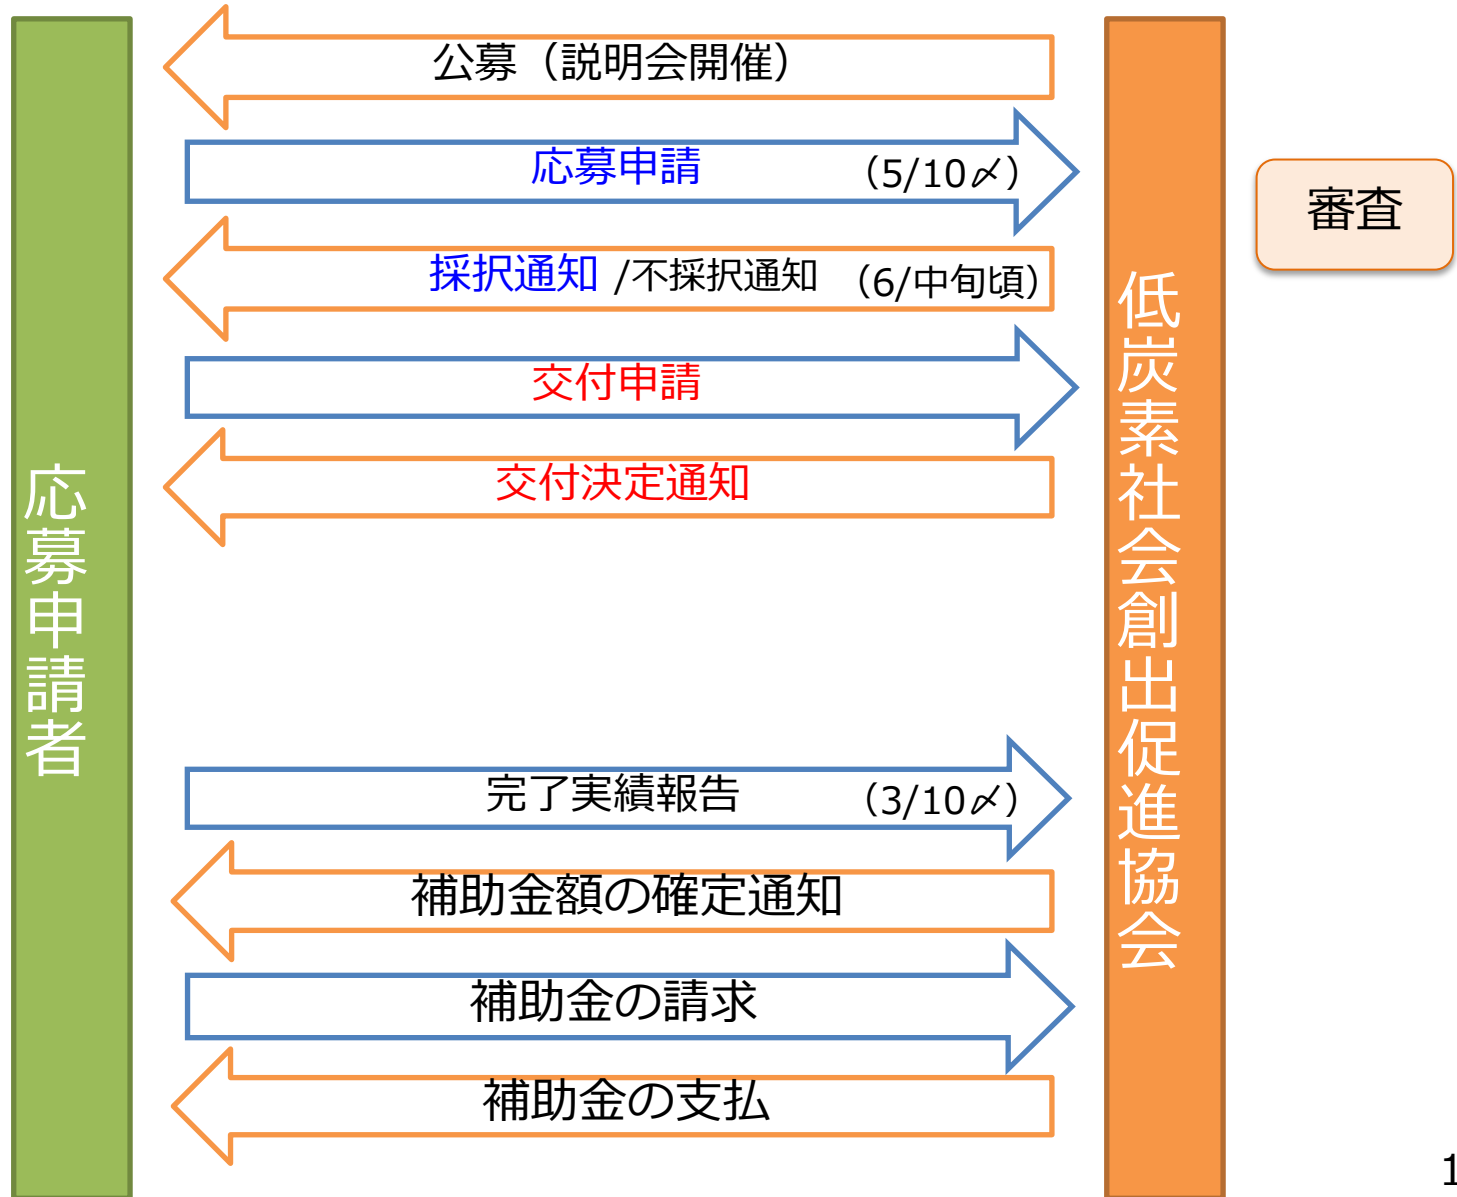 公募（説明会開催）
応募申請 （5/10〆）
審査
採択通知 /不採択通知 （6/中旬頃）
交付申請
交付決定通知
応募申請者
低炭素社会創出促進協会
完了実績報告 （3/10〆）
補助金額の確定通知
補助金の請求
補助金の支払
1